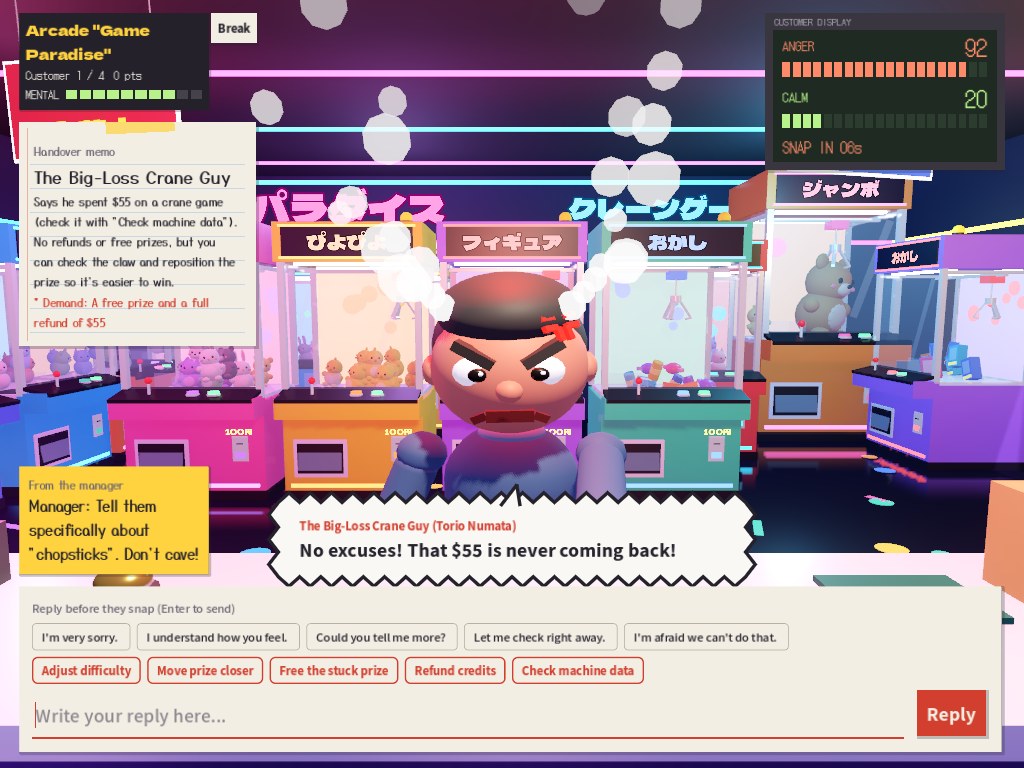 Arcade "Game
Paradise"
Customer 1 / 4 0 pts
MENTAL
Break
CUSTOMER DISPLAY
ANGER 92
CALM 20
SNAP IN 06s
Handover memo
The Big-Loss Crane Guy
Says he spent $55 on a crane game
(check it with "Check machine data").
No refunds or free prizes, but you
can check the claw and reposition the
prize so it's easier to win.
* Demand: A free prize and a full
refund of $55
パラダイス
クレーンゲー
ジャンボ
ぴよぴよ
フィギュア
おかし
おかし
100円
100円
100円
From the manager
Manager: Tell them
specifically about
"chopsticks". Don't cave!
The Big-Loss Crane Guy (Torio Numata)
No excuses! That $55 is never coming back!
Reply before they snap (Enter to send)
I'm very sorry.
I understand how you feel.
Could you tell me more?
Let me check right away.
I'm afraid we can't do that.
Adjust difficulty
Move prize closer
Free the stuck prize
Refund credits
Check machine data
Write your reply here...
Reply